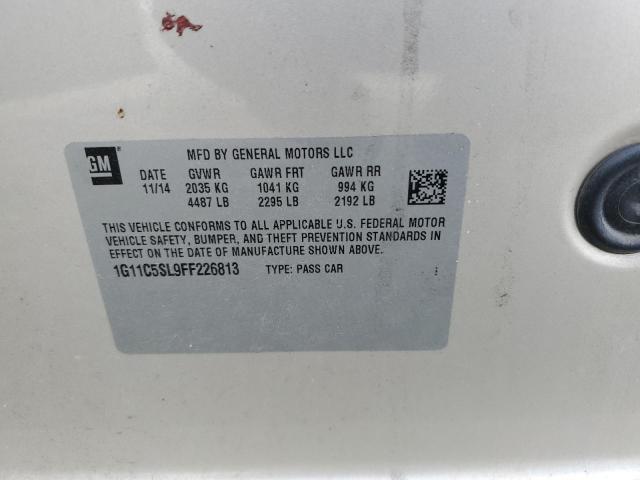 GM
MFD BY GENERAL MOTORS LLC
DATE GVWR GAWR FRT GAWR RR
11/14 2035 KG 1041 KG 994 KG
4487 LB 2295 LB 2192 LB
THIS VEHICLE CONFORMS TO ALL APPLICABLE U.S. FEDERAL MOTOR
VEHICLE SAFETY, BUMPER, AND THEFT PREVENTION STANDARDS IN
EFFECT ON THE DATE OF MANUFACTURE SHOWN ABOVE.
1G11C5SL9FF226813 TYPE: PASS CAR